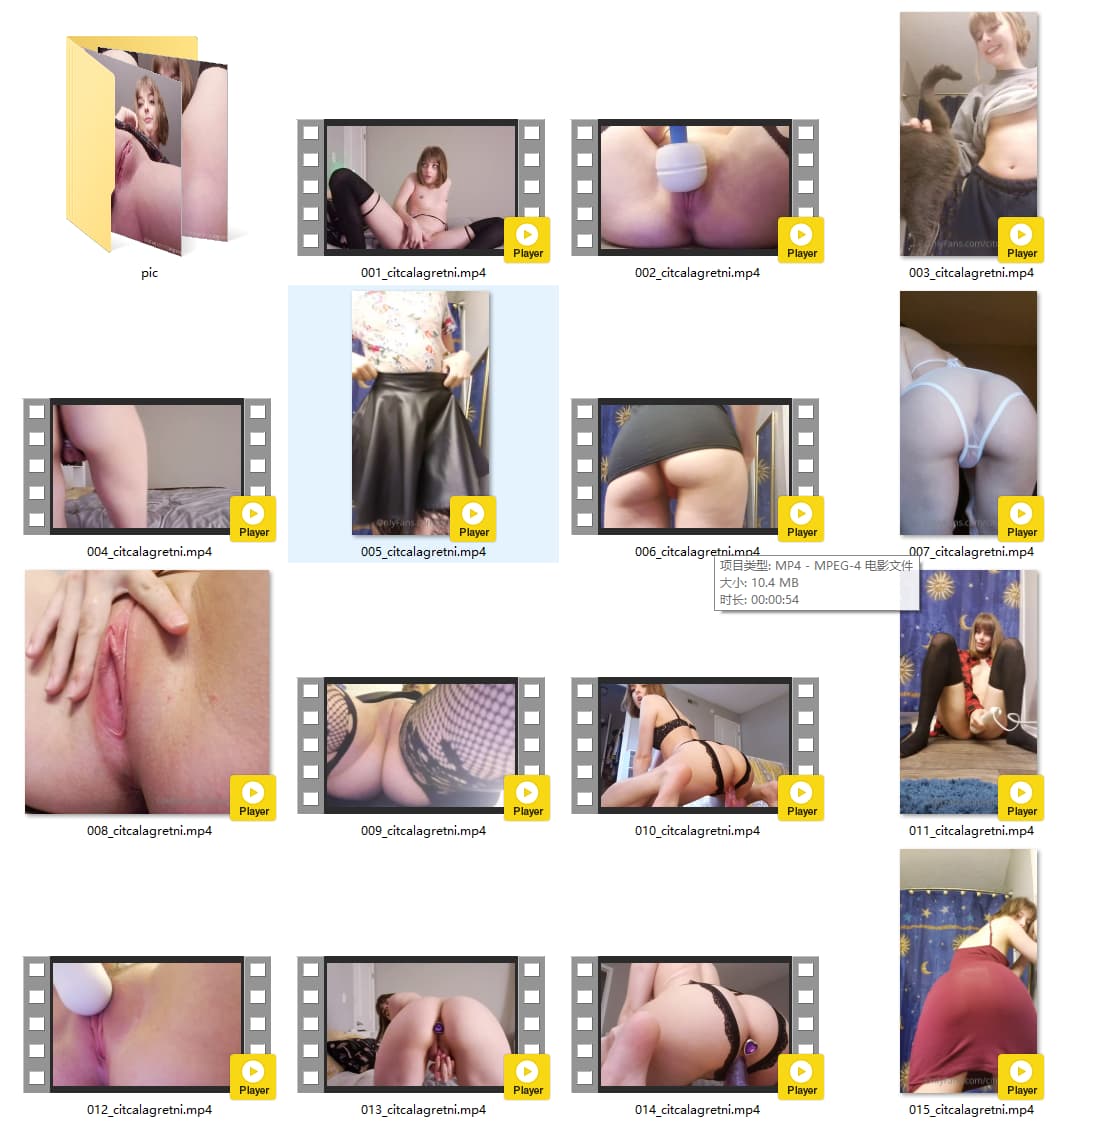 pic
Player
001_citcalagretni.mp4
Player
002_citcalagretni.mp4
Player
003_citcalagretni.mp4
Player
004_citcalagretni.mp4
Player
005_citcalagretni.mp4
Player
006_citcalagretni.mp4
Player
007_citcalagretni.mp4
项目类型: MP4 - MPEG-4 电影文件
大小: 10.4 MB
时长: 00:00:54
Player
008_citcalagretni.mp4
Player
009_citcalagretni.mp4
Player
010_citcalagretni.mp4
Player
011_citcalagretni.mp4
Player
012_citcalagretni.mp4
Player
013_citcalagretni.mp4
Player
014_citcalagretni.mp4
Player
015_citcalagretni.mp4